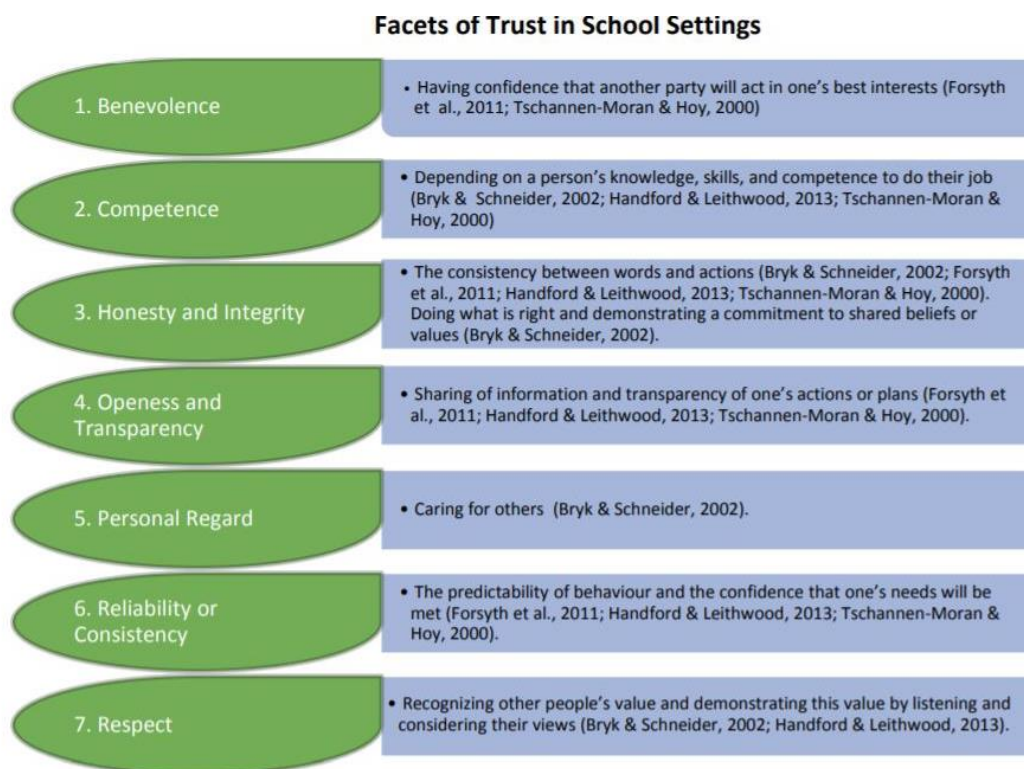 Facets of Trust in School Settings
1. Benevolence
• Having confidence that another party will act in one's best interests (Forsyth
et al., 2011; Tschannen-Moran & Hoy, 2000)
2. Competence
• Depending on a person's knowledge, skills, and competence to do their job
(Bryk & Schneider, 2002; Handford & Leithwood, 2013; Tschannen-Moran &
Hoy, 2000)
3. Honesty and Integrity
• The consistency between words and actions (Bryk & Schneider, 2002; Forsyth
et al., 2011; Handford & Leithwood, 2013; Tschannen-Moran & Hoy, 2000).
Doing what is right and demonstrating a commitment to shared beliefs or
values (Bryk & Schneider, 2002).
4. Openess and
Transparency
• Sharing of information and transparency of one's actions or plans (Forsyth et
al., 2011; Handford & Leithwood, 2013; Tschannen-Moran & Hoy, 2000).
5. Personal Regard
• Caring for others (Bryk & Schneider, 2002).
6. Reliability or
Consistency
• The predictability of behaviour and the confidence that one's needs will be
met (Forsyth et al., 2011; Handford & Leithwood, 2013; Tschannen-Moran &
Hoy, 2000).
7. Respect
• Recognizing other people's value and demonstrating this value by listening and
considering their views (Bryk & Schneider, 2002; Handford & Leithwood, 2013).